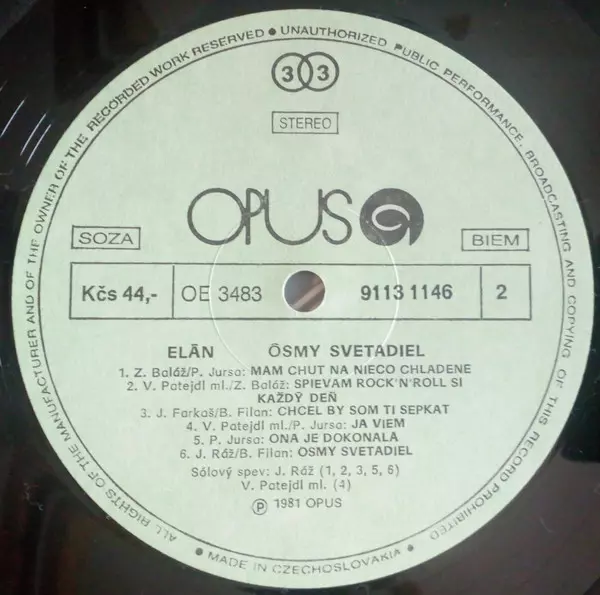 ALL RIGHTS OF THE MANUFACTURER AND OF THE OWNER OF THE RECORDED WORK RESERVED • UNAUTHORIZED PUBLIC PERFORMANCE, BROADCASTING AND COPYING OF THIS RECORD PROHIBITED
• MADE IN CZECHOSLOVAKIA •
33
STEREO
OPUS
SOZA
BIEM
Kčs 44,- OE 3483 9113 1146 2
ELÁN ÔSMY SVETADIEL
1. Z. Baláž/P. Jursa: MAM CHUT NA NIECO CHLADENE
2. V. Patejdl ml./Z. Baláž: SPIEVAM ROCK'N'ROLL SI
KAŽDÝ DEŇ
3. J. Farkaš/B. Filan: CHCEL BY SOM TI SEPKAT
4. V. Patejdl ml./P. Jursa: JA VIEM
5. P. Jursa: ONA JE DOKONALA
6. J. Ráž/B. Filan: OSMY SVETADIEL
Sólový spev: J. Ráž (1, 2, 3, 5, 6)
V. Patejdl ml. (4)
℗ 1981 OPUS